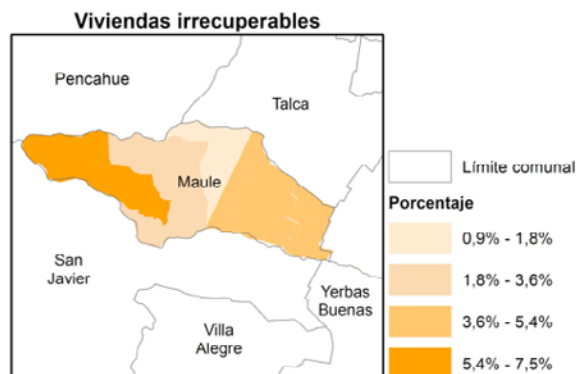 Viviendas irrecuperables
Pencahue
Talca
Maule
San
Javier
Villa
Alegre
Yerbas
Buenas
Límite comunal
Porcentaje
0,9% - 1,8%
1,8% - 3,6%
3,6% - 5,4%
5,4% - 7,5%